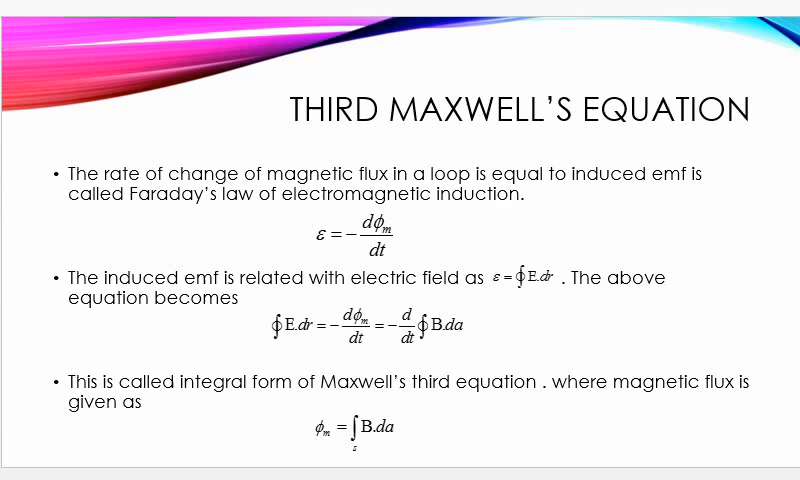 THIRD MAXWELL’S EQUATION
• The rate of change of magnetic flux in a loop is equal to induced emf is
called Faraday’s law of electromagnetic induction.
ε = − dϕₘ/dt
• The induced emf is related with electric field as ε = ∮ E.dr . The above
equation becomes
∮ E.dr = − dϕₘ/dt = − d/dt ∮ B.da
• This is called integral form of Maxwell’s third equation . where magnetic flux is
given as
ϕₘ = ∫ₛ B.da